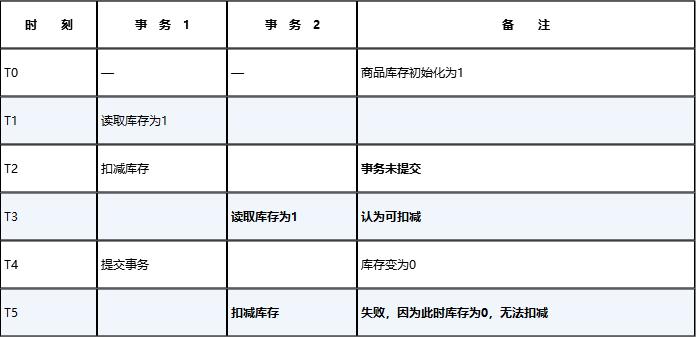 时 刻 事 务 1 事 务 2 备 注
T0 — — 商品库存初始化为1
T1 读取库存为1
T2 扣减库存 事务未提交
T3 读取库存为1 认为可扣减
T4 提交事务 库存变为0
T5 扣减库存 失败，因为此时库存为0，无法扣减